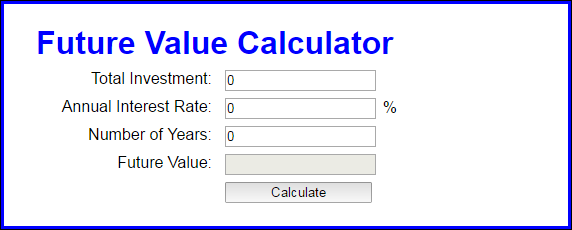 Future Value Calculator
Total Investment: 0
Annual Interest Rate: 0 %
Number of Years: 0
Future Value:
Calculate